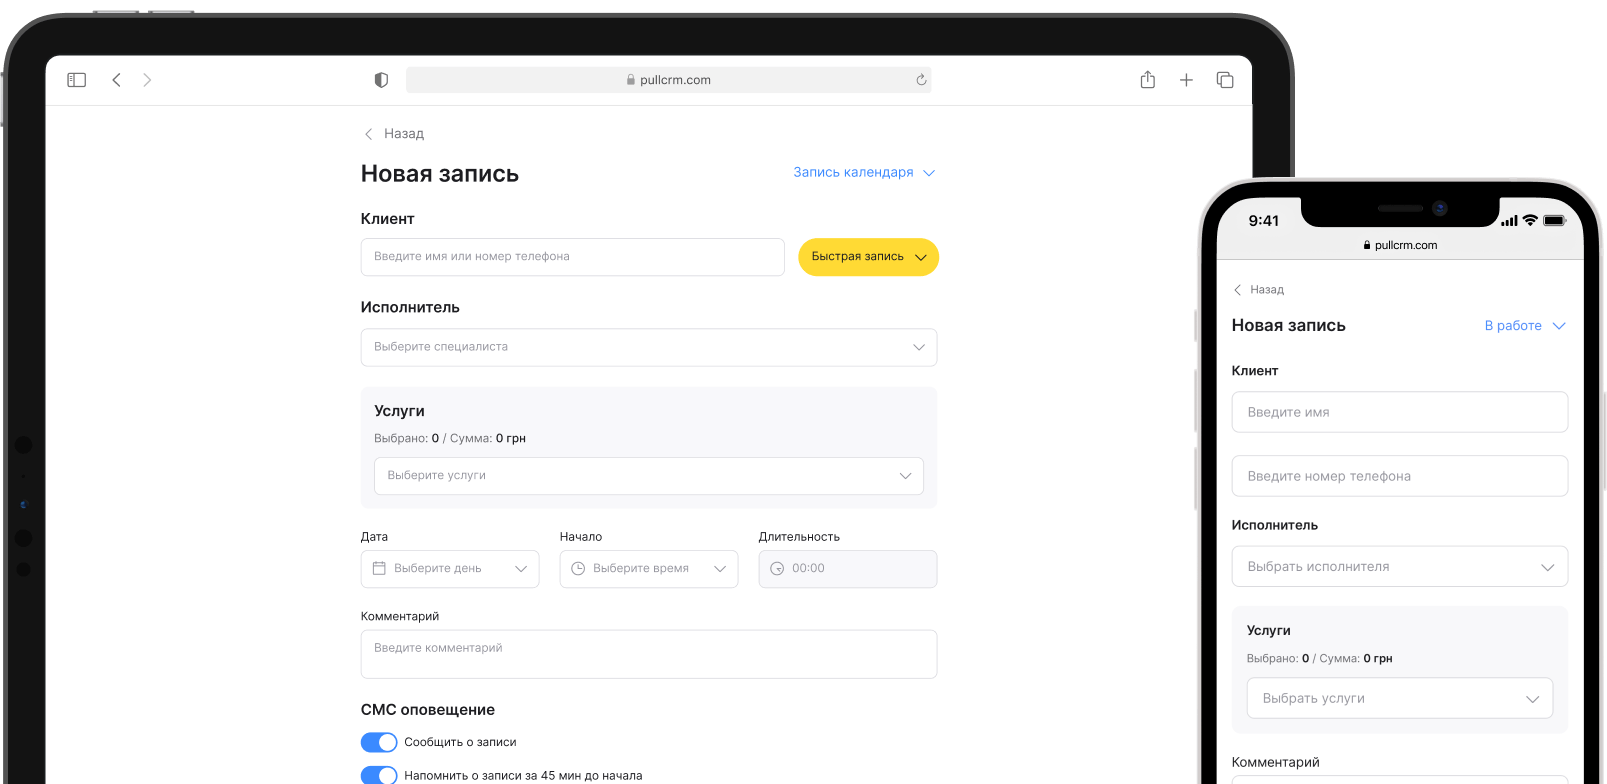 pullcrm.com
Назад
Новая запись
Запись календаря
Клиент
Введите имя или номер телефона
Быстрая запись
Исполнитель
Выберите специалиста
Услуги
Выбрано: 0 / Сумма: 0 грн
Выберите услуги
Дата
Начало
Длительность
Выберите день
Выберите время
00:00
Комментарий
Введите комментарий
СМС оповещение
Сообщить о записи
Напомнить о записи за 45 мин до начала
9:41
pullcrm.com
Назад
Новая запись
В работе
Клиент
Введите имя
Введите номер телефона
Исполнитель
Выбрать исполнителя
Услуги
Выбрано: 0 / Сумма: 0 грн
Выбрать услуги
Комментарий